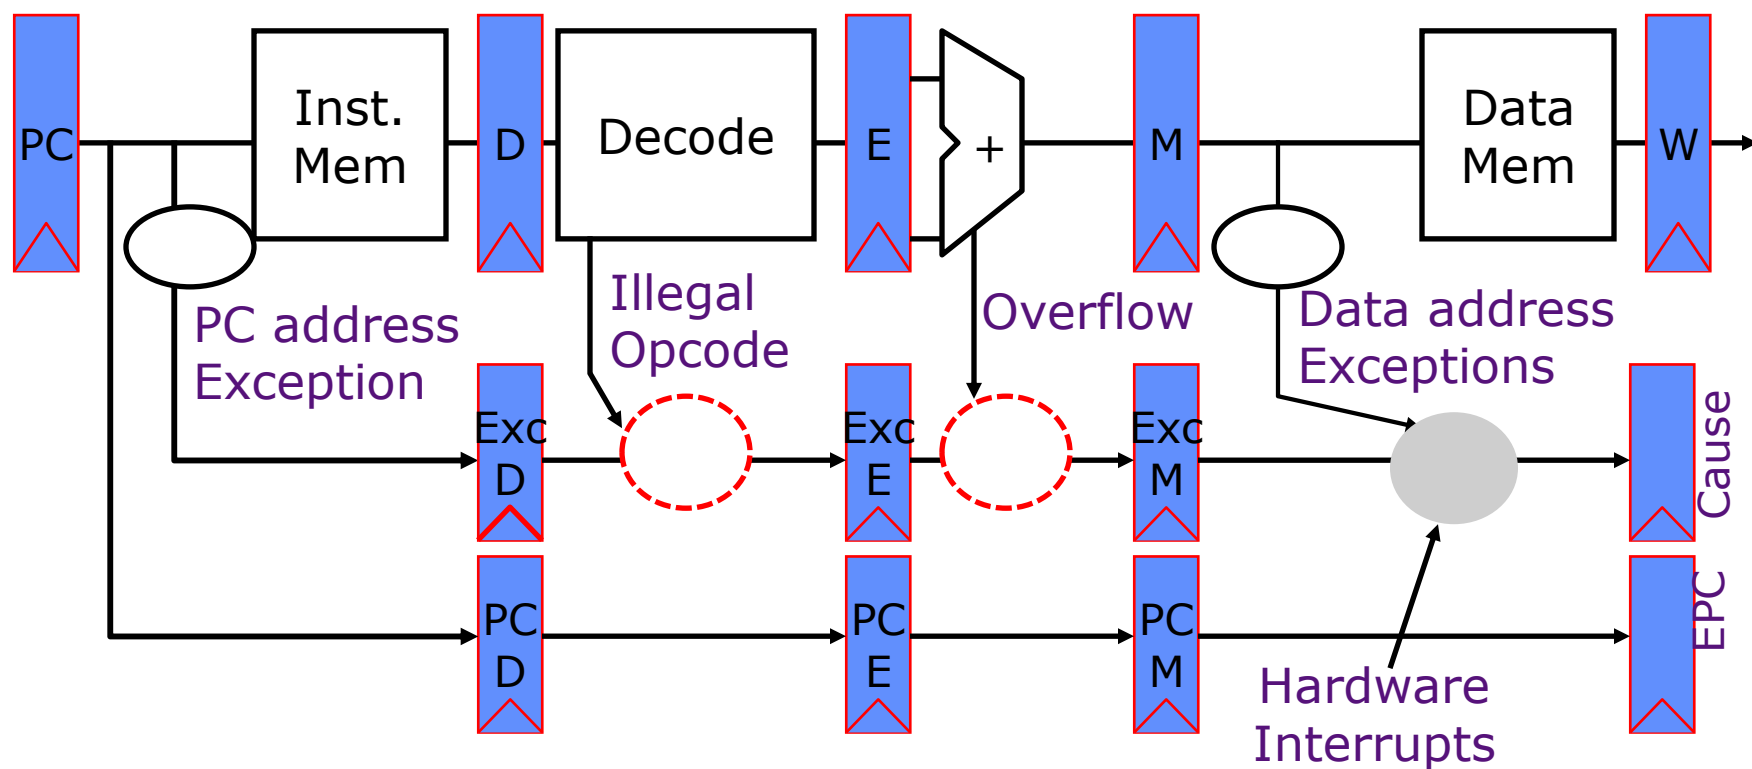 PC
Inst.
Mem
D
Decode
E
+
M
Data
Mem
W
PC address
Exception
Illegal
Opcode
Overflow
Data address
Exceptions
Exc
D
Exc
E
Exc
M
Cause
PC
D
PC
E
PC
M
EPC
Hardware
Interrupts